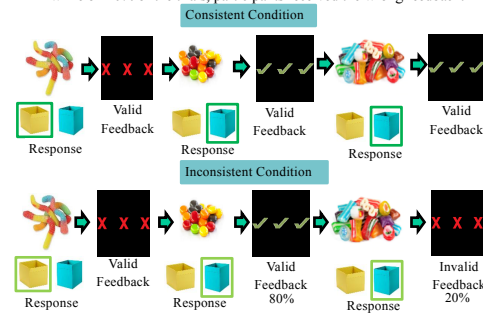 Consistent Condition
X X X
Valid
Feedback
Response
Valid
Feedback
Response
Valid
Feedback
Response
Inconsistent Condition
X X X
X X X
Valid
Feedback
Response
Valid
Feedback
80%
Response
Invalid
Feedback
20%
Response